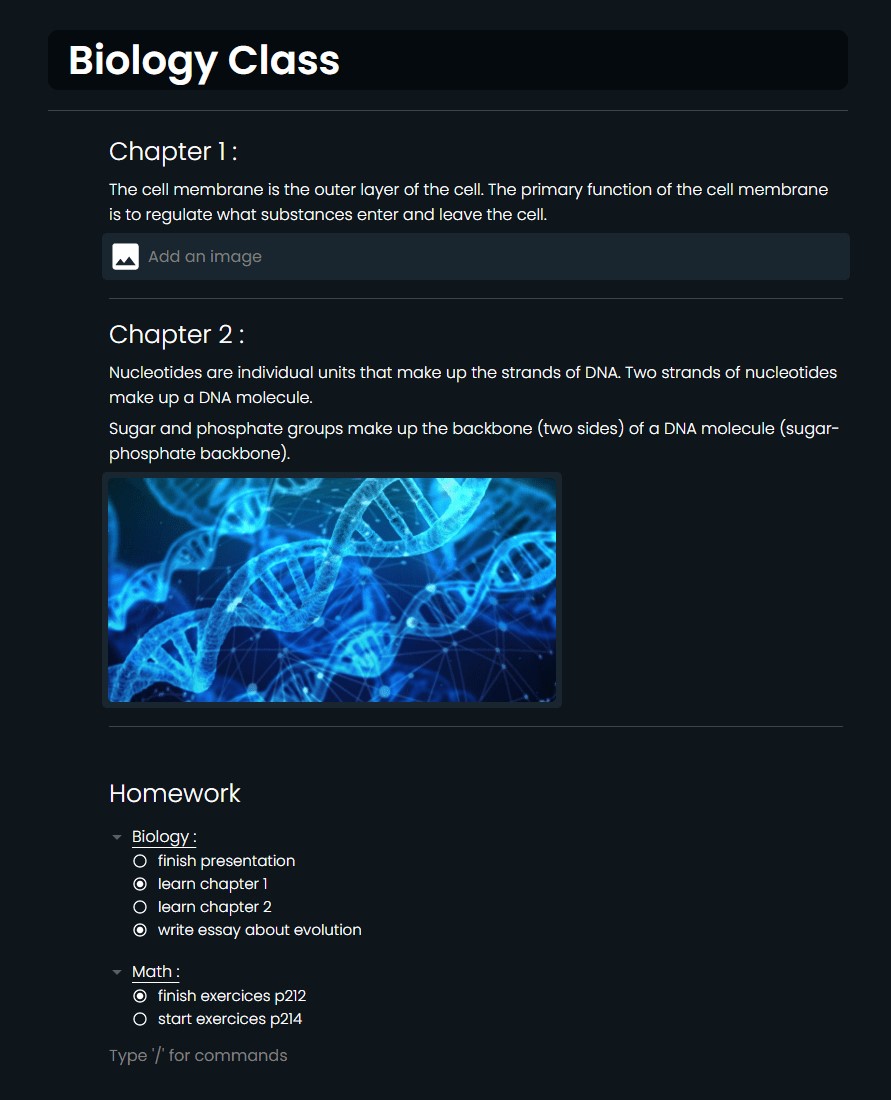 Biology Class
Chapter 1 :
The cell membrane is the outer layer of the cell. The primary function of the cell membrane
is to regulate what substances enter and leave the cell.
Add an image
Chapter 2 :
Nucleotides are individual units that make up the strands of DNA. Two strands of nucleotides
make up a DNA molecule.
Sugar and phosphate groups make up the backbone (two sides) of a DNA molecule (sugar-
phosphate backbone).
Homework
Biology :
finish presentation
learn chapter 1
learn chapter 2
write essay about evolution
Math :
finish exercices p212
start exercices p214
Type '/' for commands